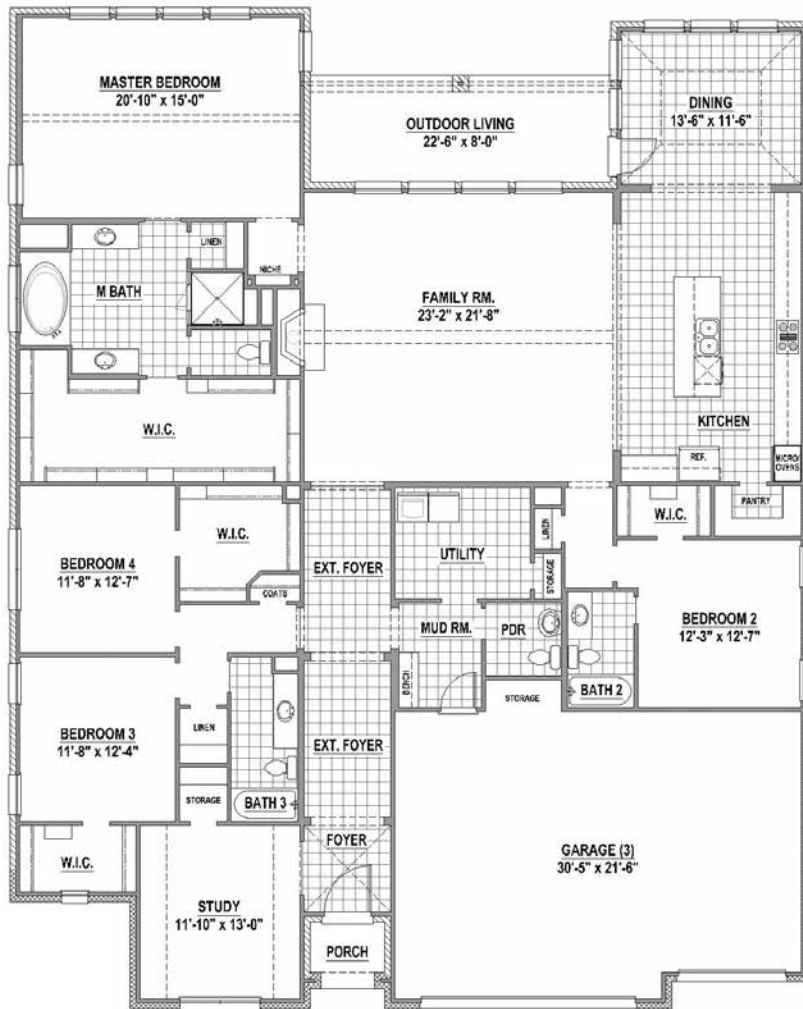 MASTER BEDROOM
20'-10" x 15'-0"
DINING
13'-6" x 11'-6"
OUTDOOR LIVING
22'-6" x 8'-0"
LINEN
NICHE
M BATH
FAMILY RM.
23'-2" x 21'-8"
KITCHEN
W.I.C.
REF.
MICRO/
OVENS
PANTRY
W.I.C.
W.I.C.
LINEN
UTILITY
BEDROOM 4
11'-8" x 12'-7"
EXT. FOYER
STORAGE
COATS
BEDROOM 2
12'-3" x 12'-7"
MUD RM.
PDR
BENCH
BATH 2
STORAGE
BEDROOM 3
11'-8" x 12'-4"
LINEN
EXT. FOYER
STORAGE
BATH 3
FOYER
GARAGE (3)
30'-5" x 21'-6"
W.I.C.
STUDY
11'-10" x 13'-0"
PORCH